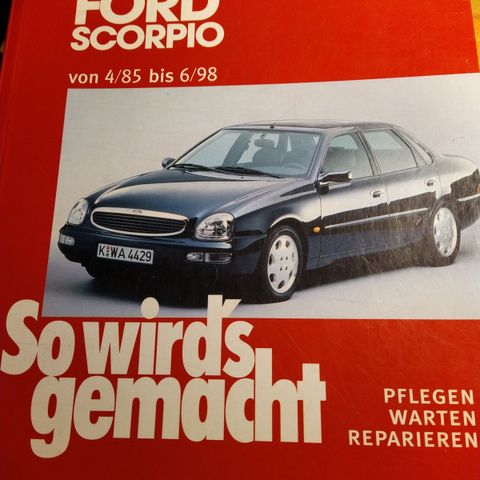 FORD
SCORPIO
von 4/85 bis 6/98
K WA 4429
So wird's
gemacht
PFLEGEN
WARTEN
REPARIEREN